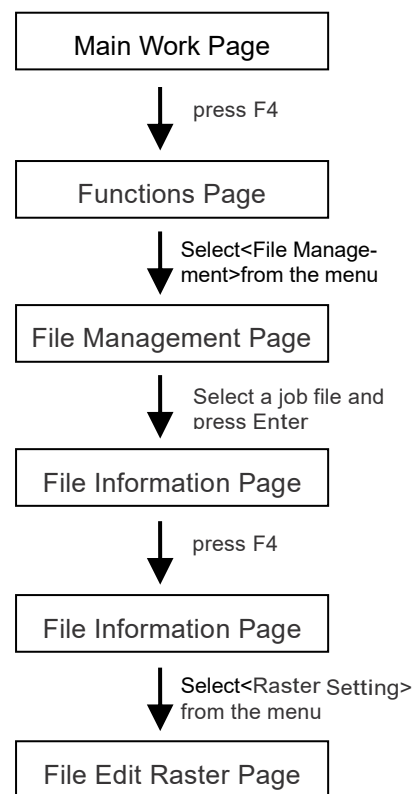 Main Work Page
press F4
Functions Page
Select<File Manage-
ment>from the menu
File Management Page
Select a job file and
press Enter
File Information Page
press F4
File Information Page
Select<Raster Setting>
from the menu
File Edit Raster Page